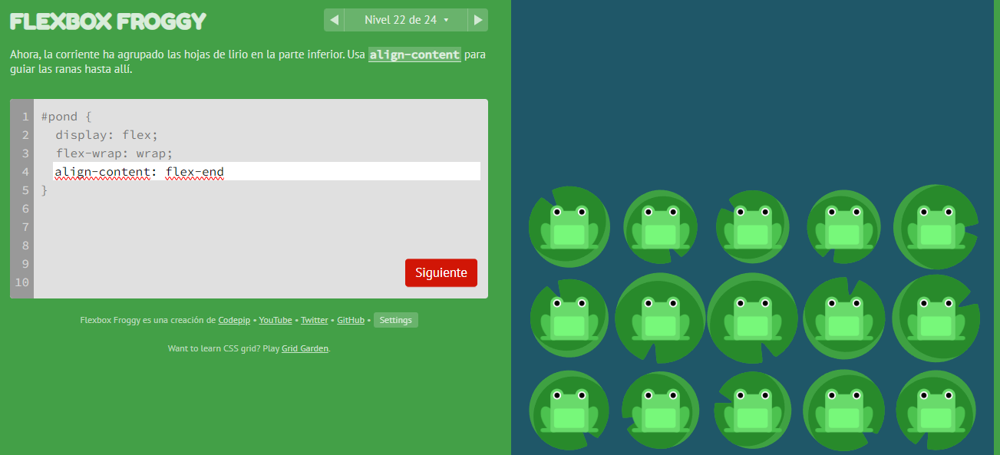 FLEXBOX FROGGY
Nivel 22 de 24
Ahora, la corriente ha agrupado las hojas de lirio en la parte inferior. Usa align-content para
guiar las ranas hasta allí.
1 #pond {
2 display: flex;
3 flex-wrap: wrap;
4 align-content: flex-end
5 }
6
7
8
9
10
Siguiente
Flexbox Froggy es una creación de Codepip • YouTube • Twitter • GitHub • Settings
Want to learn CSS grid? Play Grid Garden.